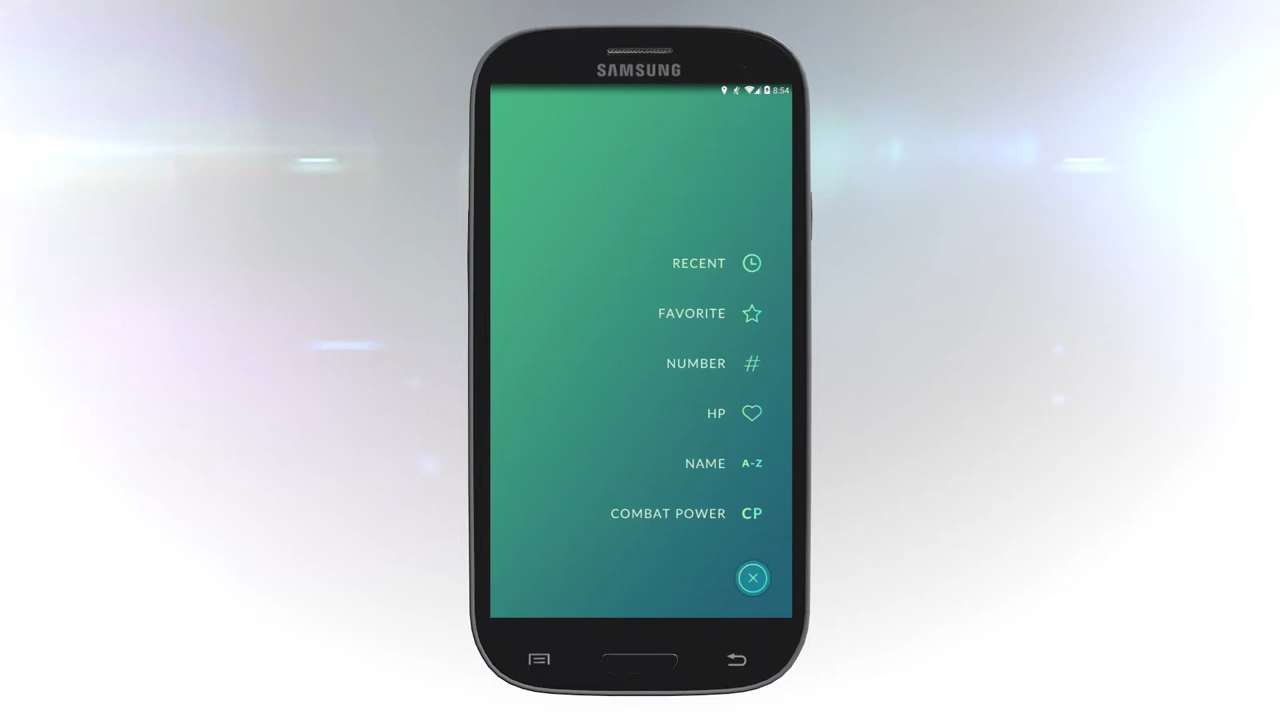 SAMSUNG
8:54
RECENT
FAVORITE
NUMBER #
HP
NAME A-Z
COMBAT POWER CP